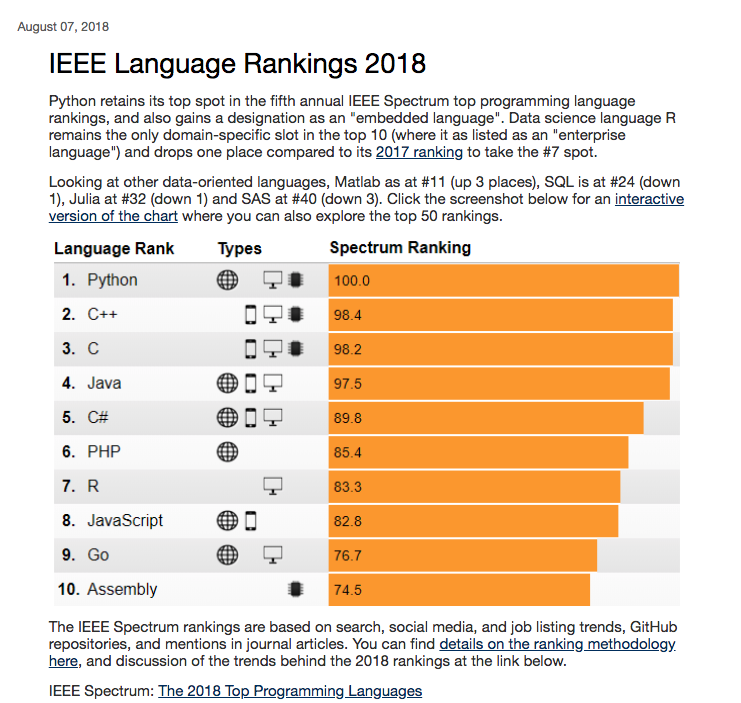 August 07, 2018
IEEE Language Rankings 2018
Python retains its top spot in the fifth annual IEEE Spectrum top programming language
rankings, and also gains a designation as an "embedded language". Data science language R
remains the only domain-specific slot in the top 10 (where it as listed as an "enterprise
language") and drops one place compared to its 2017 ranking to take the #7 spot.
Looking at other data-oriented languages, Matlab as at #11 (up 3 places), SQL is at #24 (down
1), Julia at #32 (down 1) and SAS at #40 (down 3). Click the screenshot below for an interactive
version of the chart where you can also explore the top 50 rankings.
Language Rank Types Spectrum Ranking
1. Python 100.0
2. C++ 98.4
3. C 98.2
4. Java 97.5
5. C# 89.8
6. PHP 85.4
7. R 83.3
8. JavaScript 82.8
9. Go 76.7
10. Assembly 74.5
The IEEE Spectrum rankings are based on search, social media, and job listing trends, GitHub
repositories, and mentions in journal articles. You can find details on the ranking methodology
here, and discussion of the trends behind the 2018 rankings at the link below.
IEEE Spectrum: The 2018 Top Programming Languages